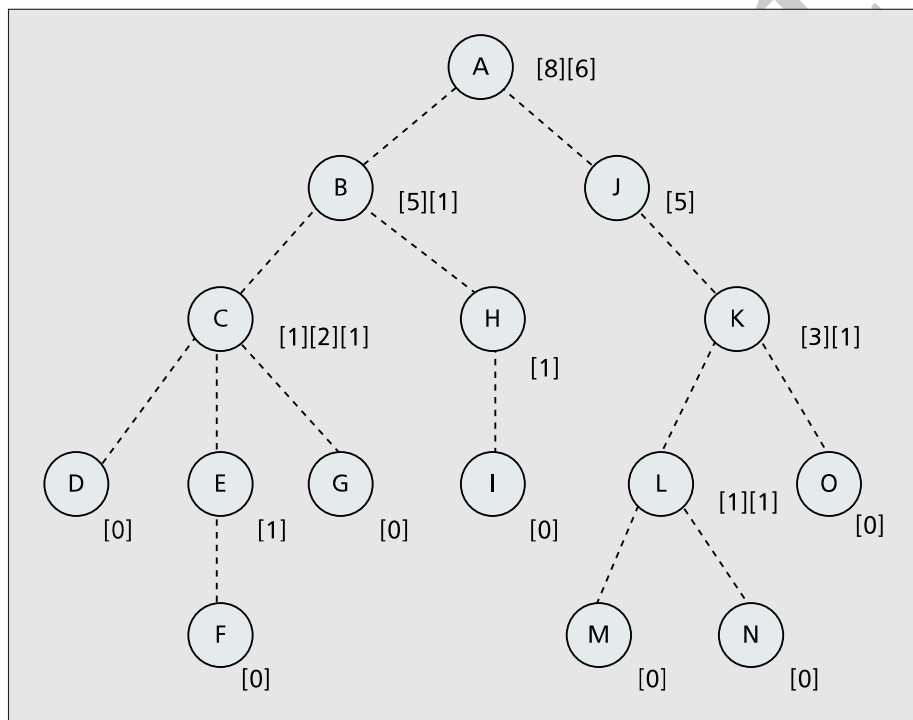 A [8][6]
B [5][1] J [5]
C [1][2][1] H [1] K [3][1]
D [0] E [1] G [0] I [0] L [1][1] O [0]
F [0] M [0] N [0]